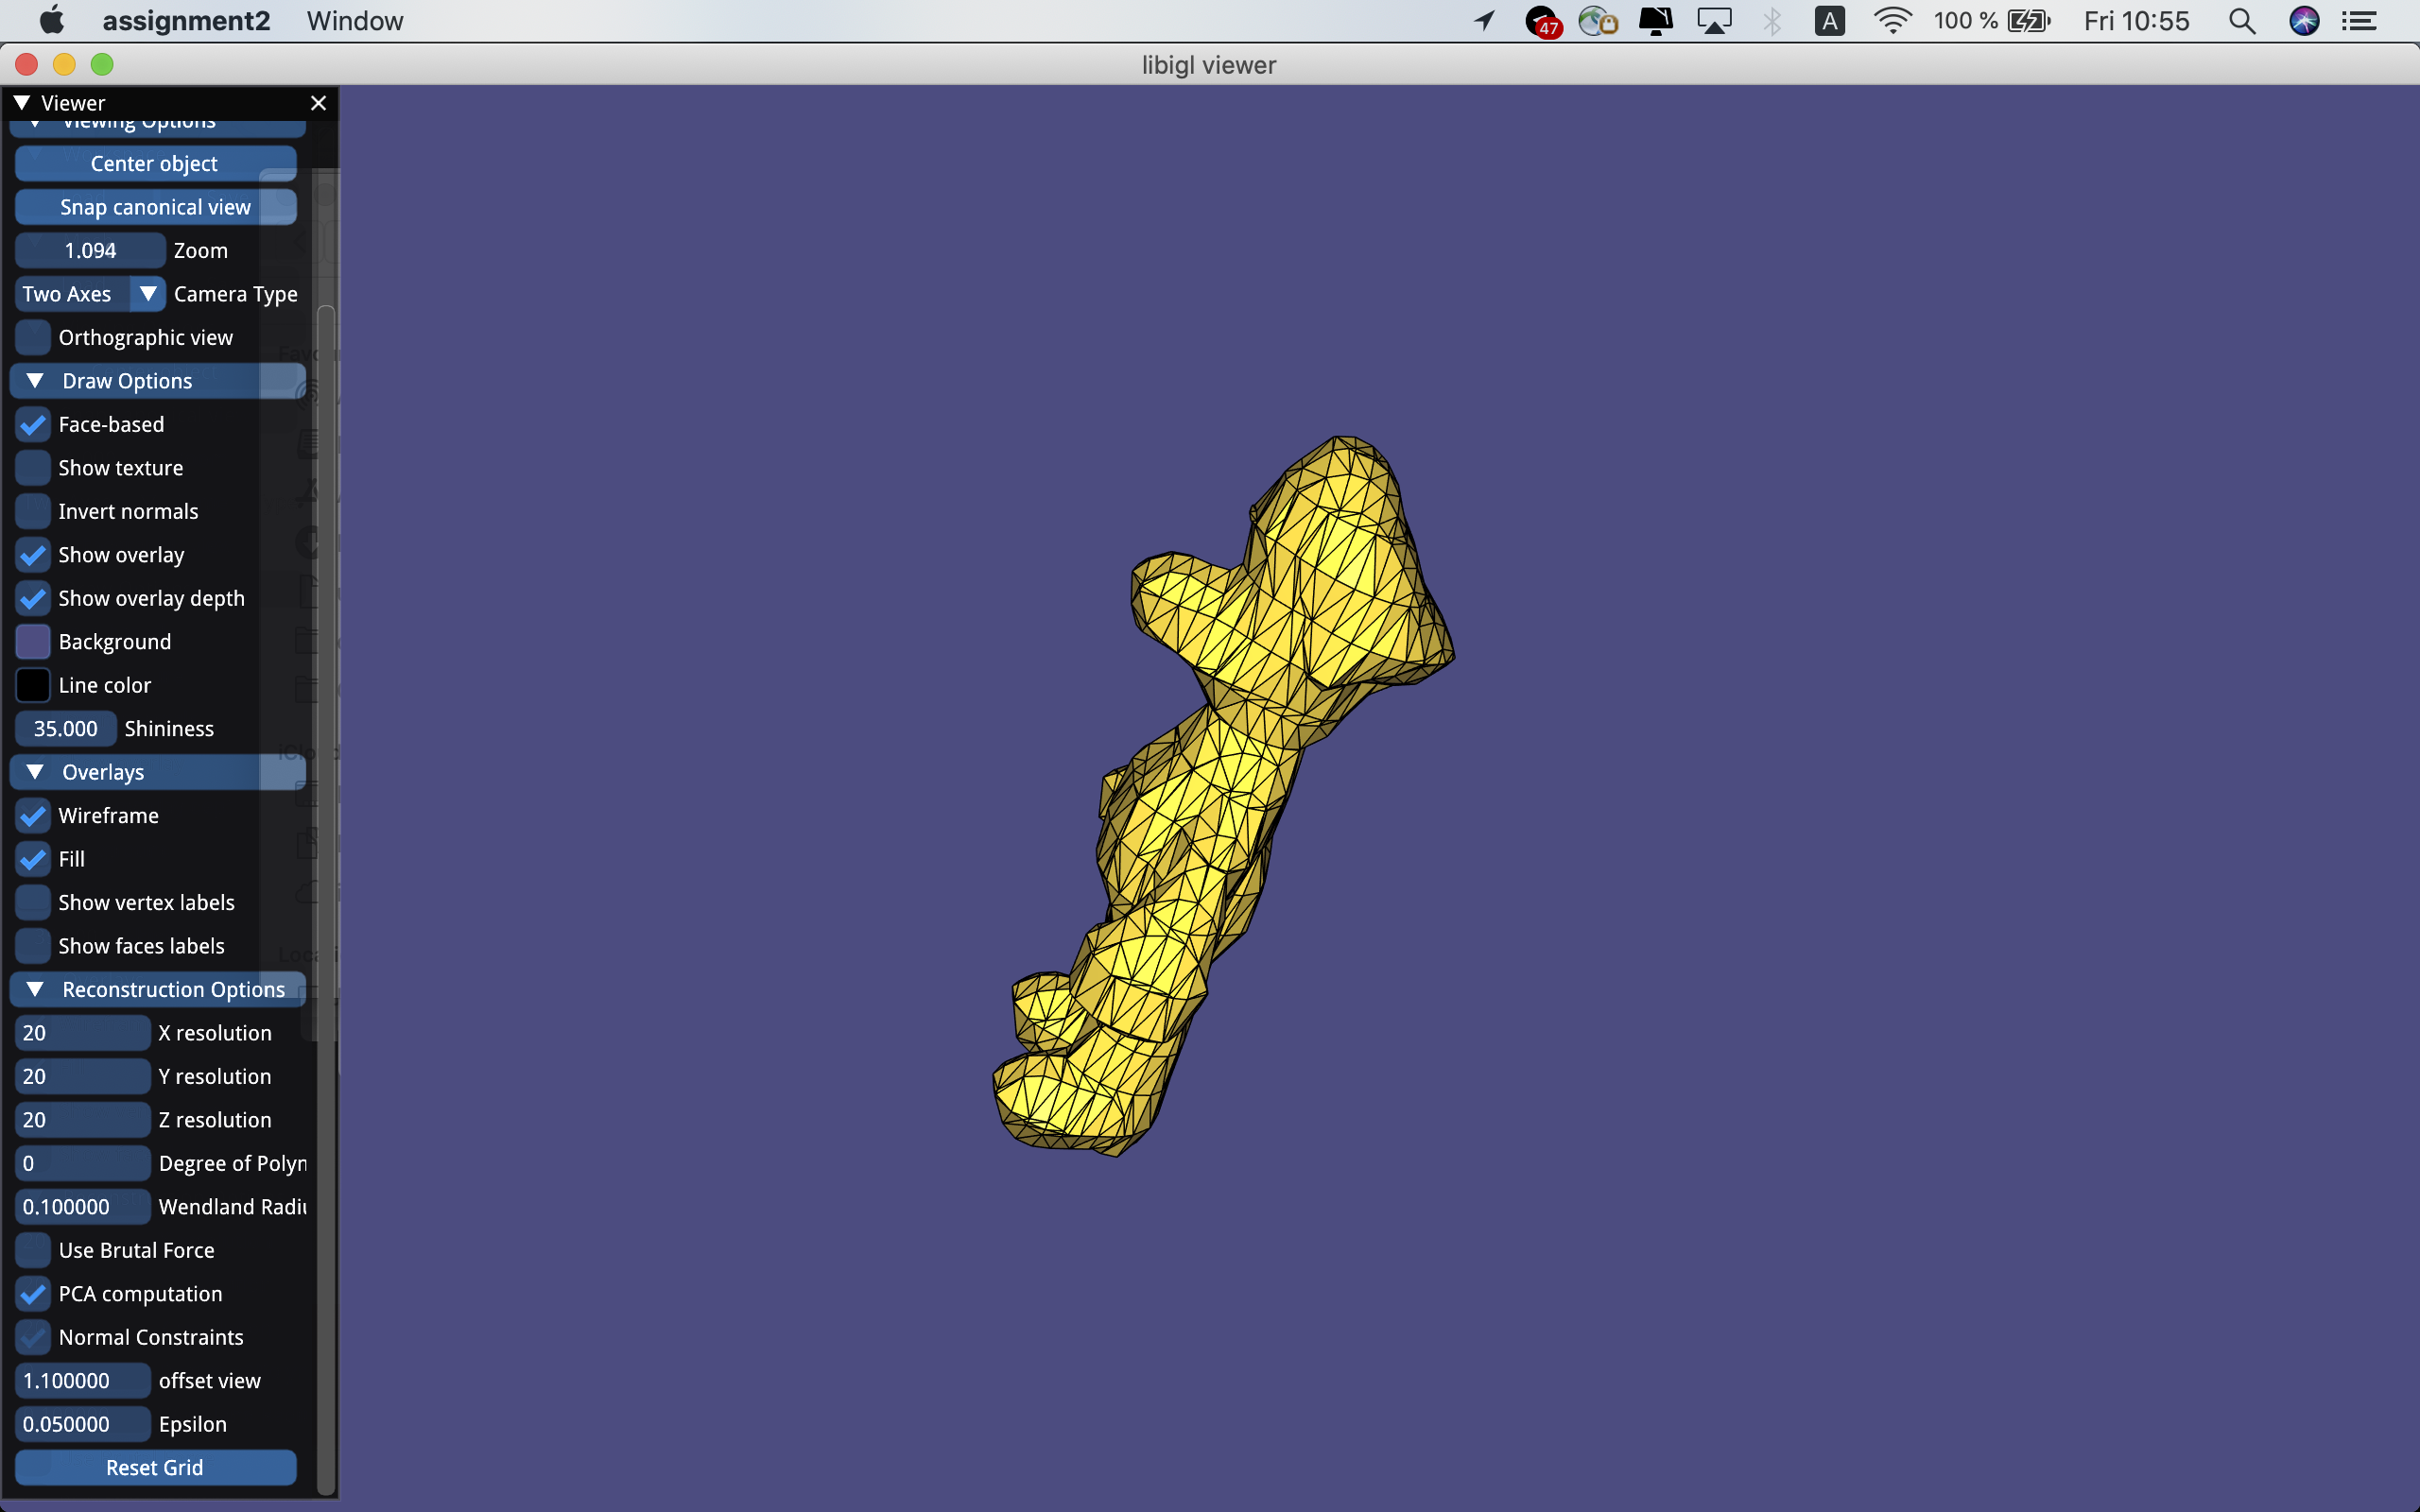 assignment2 Window 47 A 100 % Fri 10:55
libigl viewer
Viewer
Viewing Options
Center object
Snap canonical view
1.094 Zoom
Two Axes Camera Type
Orthographic view
Draw Options
Face-based
Show texture
Invert normals
Show overlay
Show overlay depth
Background
Line color
35.000 Shininess
Overlays
Wireframe
Fill
Show vertex labels
Show faces labels
Reconstruction Options
20 X resolution
20 Y resolution
20 Z resolution
0 Degree of Polyn
0.100000 Wendland Radiu
Use Brutal Force
PCA computation
Normal Constraints
1.100000 offset view
0.050000 Epsilon
Reset Grid